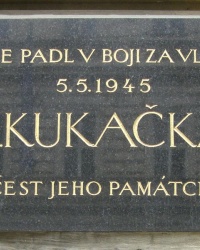 E PADL V BOJI ZA VL
5.5.1945
KUKAČKA
ČEST JEHO PAMÁTC